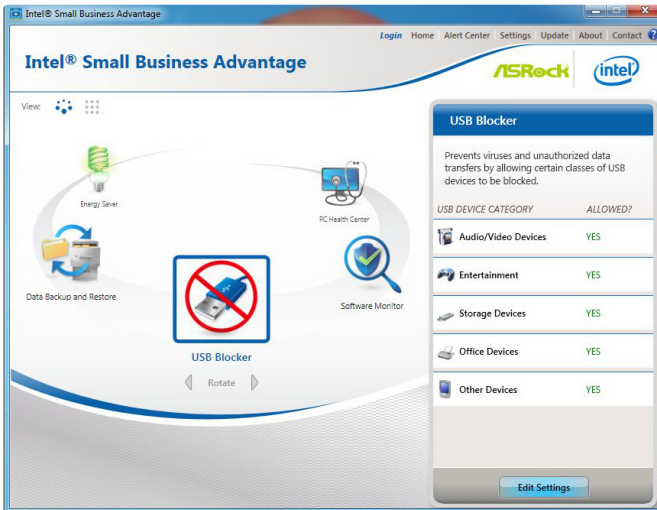 Intel® Small Business Advantage
Login Home Alert Center Settings Update About Contact ?
Intel® Small Business Advantage
ASRock
intel
View:
Energy Saver
PC Health Center
Data Backup and Restore
Software Monitor
USB Blocker
Rotate
USB Blocker
Prevents viruses and unauthorized data
transfers by allowing certain classes of USB
devices to be blocked.
USB DEVICE CATEGORY ALLOWED?
Audio/Video Devices YES
Entertainment YES
Storage Devices YES
Office Devices YES
Other Devices YES
Edit Settings